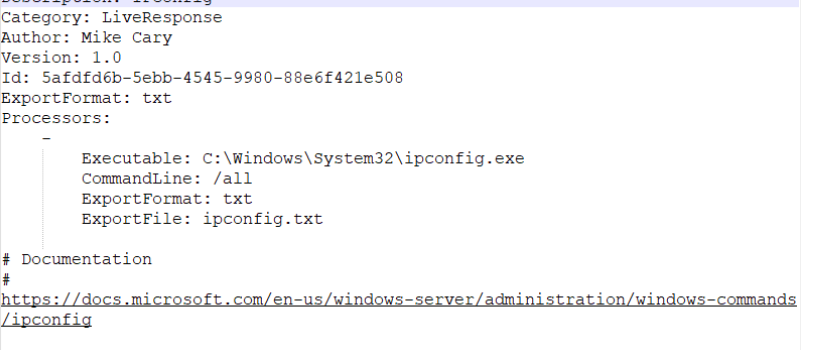 Description: ipconfig
Category: LiveResponse
Author: Mike Cary
Version: 1.0
Id: 5afdfd6b-5ebb-4545-9980-88e6f421e508
ExportFormat: txt
Processors:
-
Executable: C:\Windows\System32\ipconfig.exe
CommandLine: /all
ExportFormat: txt
ExportFile: ipconfig.txt
# Documentation
#
https://docs.microsoft.com/en-us/windows-server/administration/windows-commands
/ipconfig